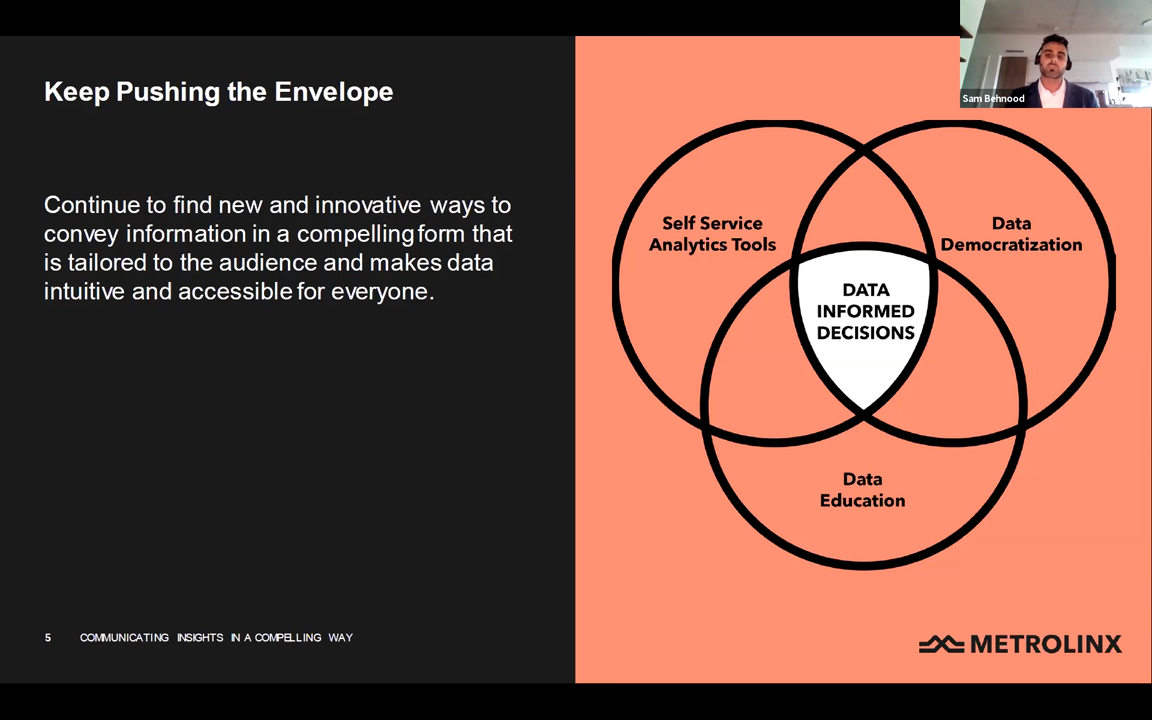 Sam Behnood
Keep Pushing the Envelope
Continue to find new and innovative ways to
convey information in a compelling form that
is tailored to the audience and makes data
intuitive and accessible for everyone.
Self Service
Analytics Tools
Data
Democratization
DATA
INFORMED
DECISIONS
Data
Education
5 COMMUNICATING INSIGHTS IN A COMPELLING WAY
METROLINX